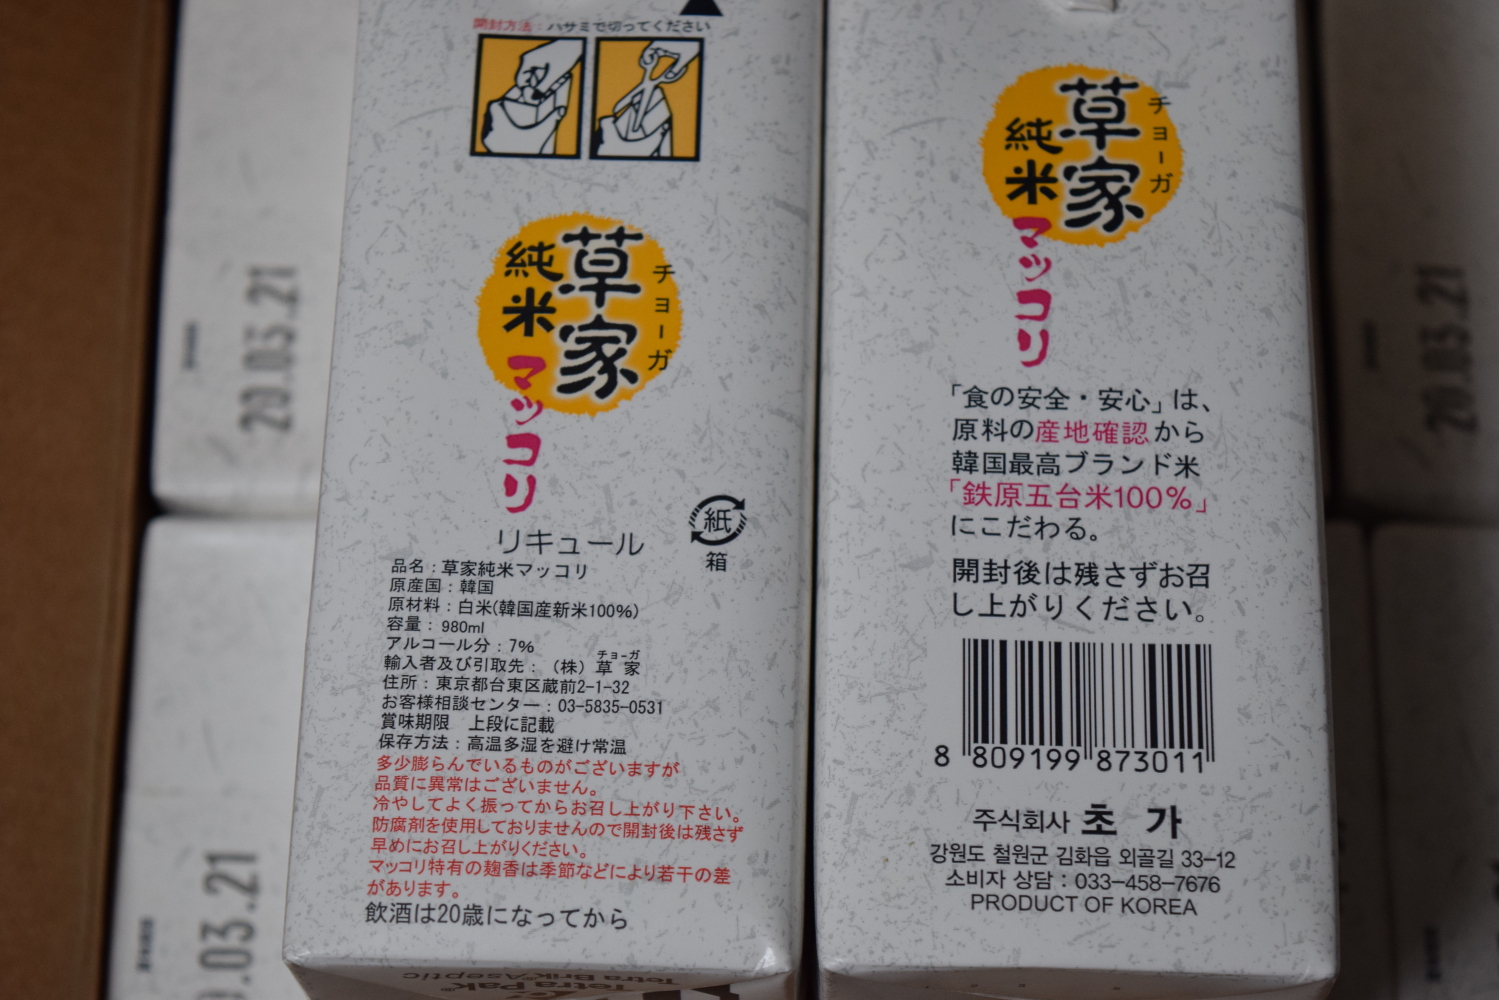 開封方法：ハサミで切ってください
草家
チョーガ
純米
マッコリ
紙
箱
リキュール
品名：草家純米マッコリ
原産国：韓国
原材料：白米(韓国産新米100%)
容量：980ml
アルコール分：7%
チョーガ
輸入者及び引取先：（株）草家
住所：東京都台東区蔵前2-1-32
お客様相談センター：03-5835-0531
賞味期限　上段に記載
保存方法：高温多湿を避け常温
多少膨らんでいるものがございますが
品質に異常はございません。
冷やしてよく振ってからお召し上がり下さい。
防腐剤を使用しておりませんので開封後は残さず
早めにお召し上がりください。
マッコリ特有の麹香は季節などにより若干の差
があります。
飲酒は20歳になってから
Tetra Brik Aseptic
Tetra Pak®
草家
チョーガ
純米
マッコリ
「食の安全・安心」は、
原料の産地確認から
韓国最高ブランド米
「鉄原五台米100%」
にこだわる。
開封後は残さずお召
し上がりください。
8 809199 873011
주식회사 초 가
강원도 철원군 김화읍 외골길 33-12
소비자 상담 : 033-458-7676
PRODUCT OF KOREA
20.03.21
20.03.21
20.03.21